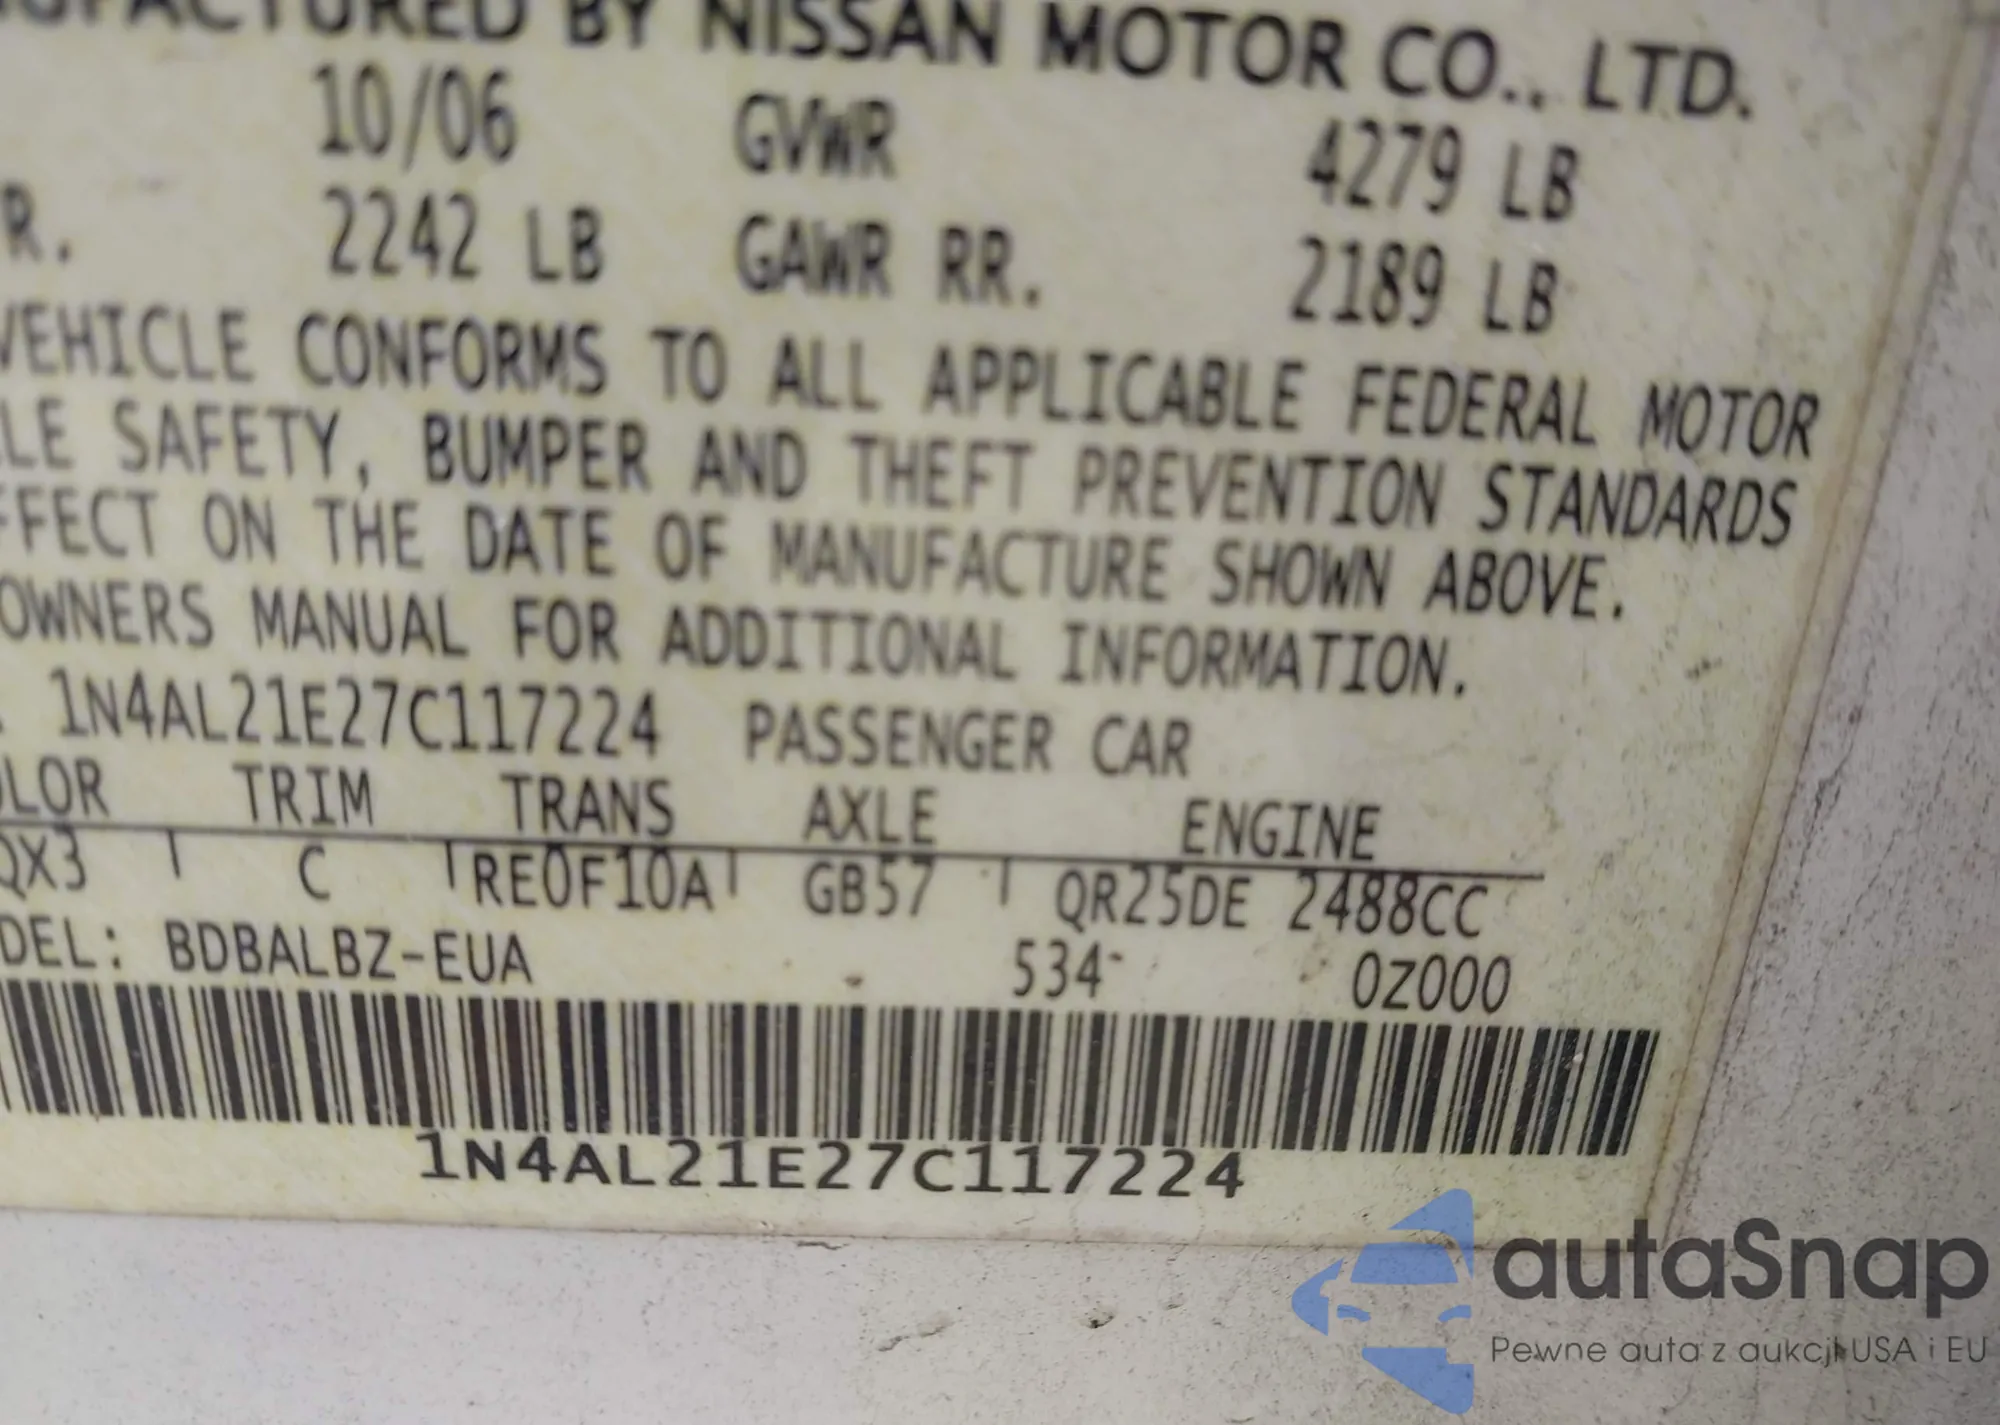 MANUFACTURED BY NISSAN MOTOR CO., LTD.
10/06 GVWR 4279 LB
R. 2242 LB GAWR RR. 2189 LB
VEHICLE CONFORMS TO ALL APPLICABLE FEDERAL MOTOR
LE SAFETY, BUMPER AND THEFT PREVENTION STANDARDS
FFECT ON THE DATE OF MANUFACTURE SHOWN ABOVE.
OWNERS MANUAL FOR ADDITIONAL INFORMATION.
1N4AL21E27C117224 PASSENGER CAR
OLOR TRIM TRANS AXLE ENGINE
QX3 C RE0F10A GB57 QR25DE 2488CC
DEL: BDBALBZ-EUA 534- 0Z000
1N4AL21E27C117224
autaSnap
Pewne auta z aukcji USA i EU